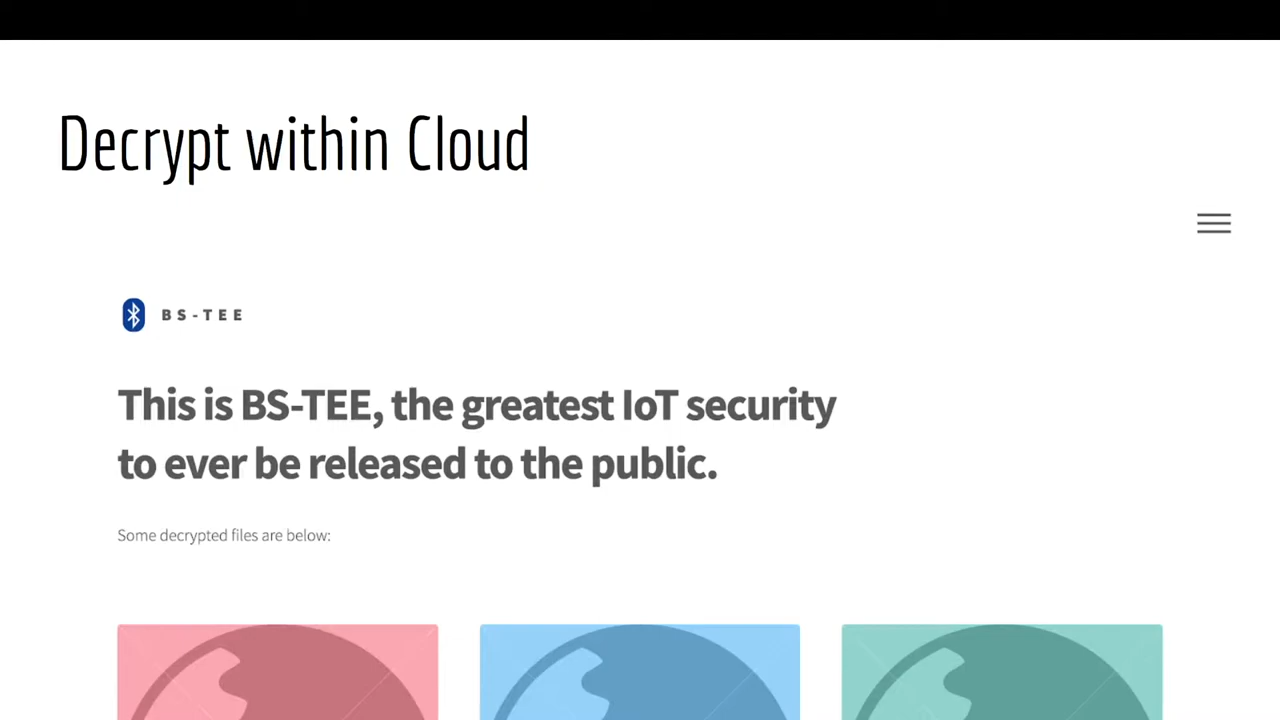 Decrypt within Cloud
BS-TEE
This is BS-TEE, the greatest IoT security
to ever be released to the public.
Some decrypted files are below: